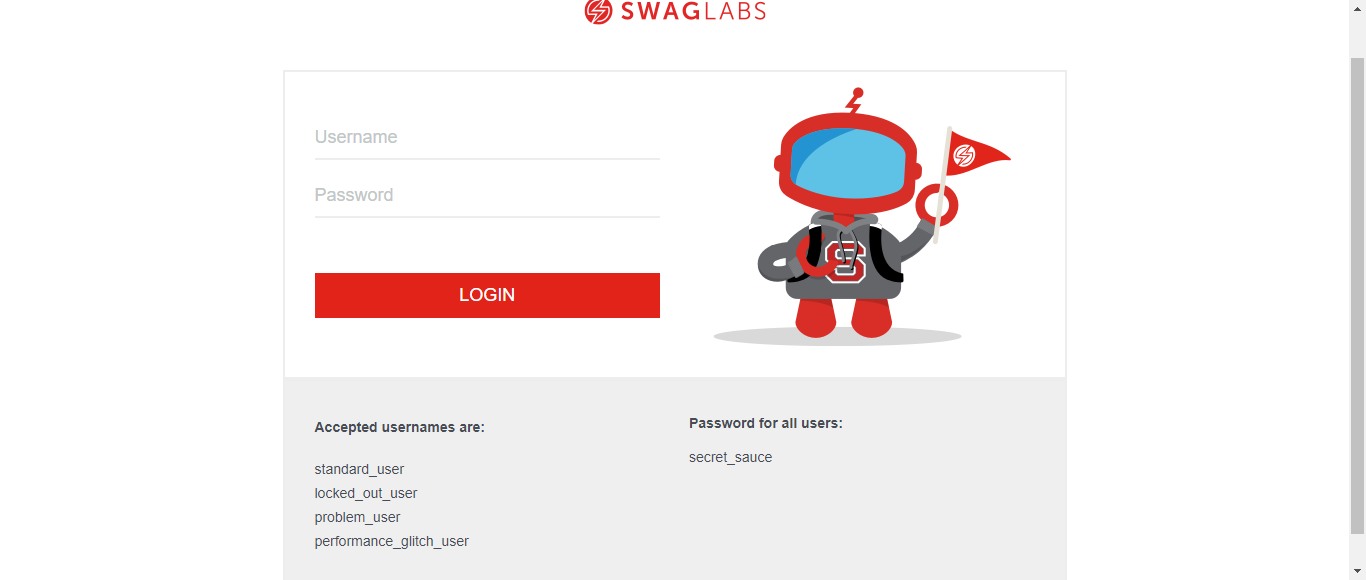 SWAGLABS
Username
Password
LOGIN
Accepted usernames are:
standard_user
locked_out_user
problem_user
performance_glitch_user
Password for all users:
secret_sauce